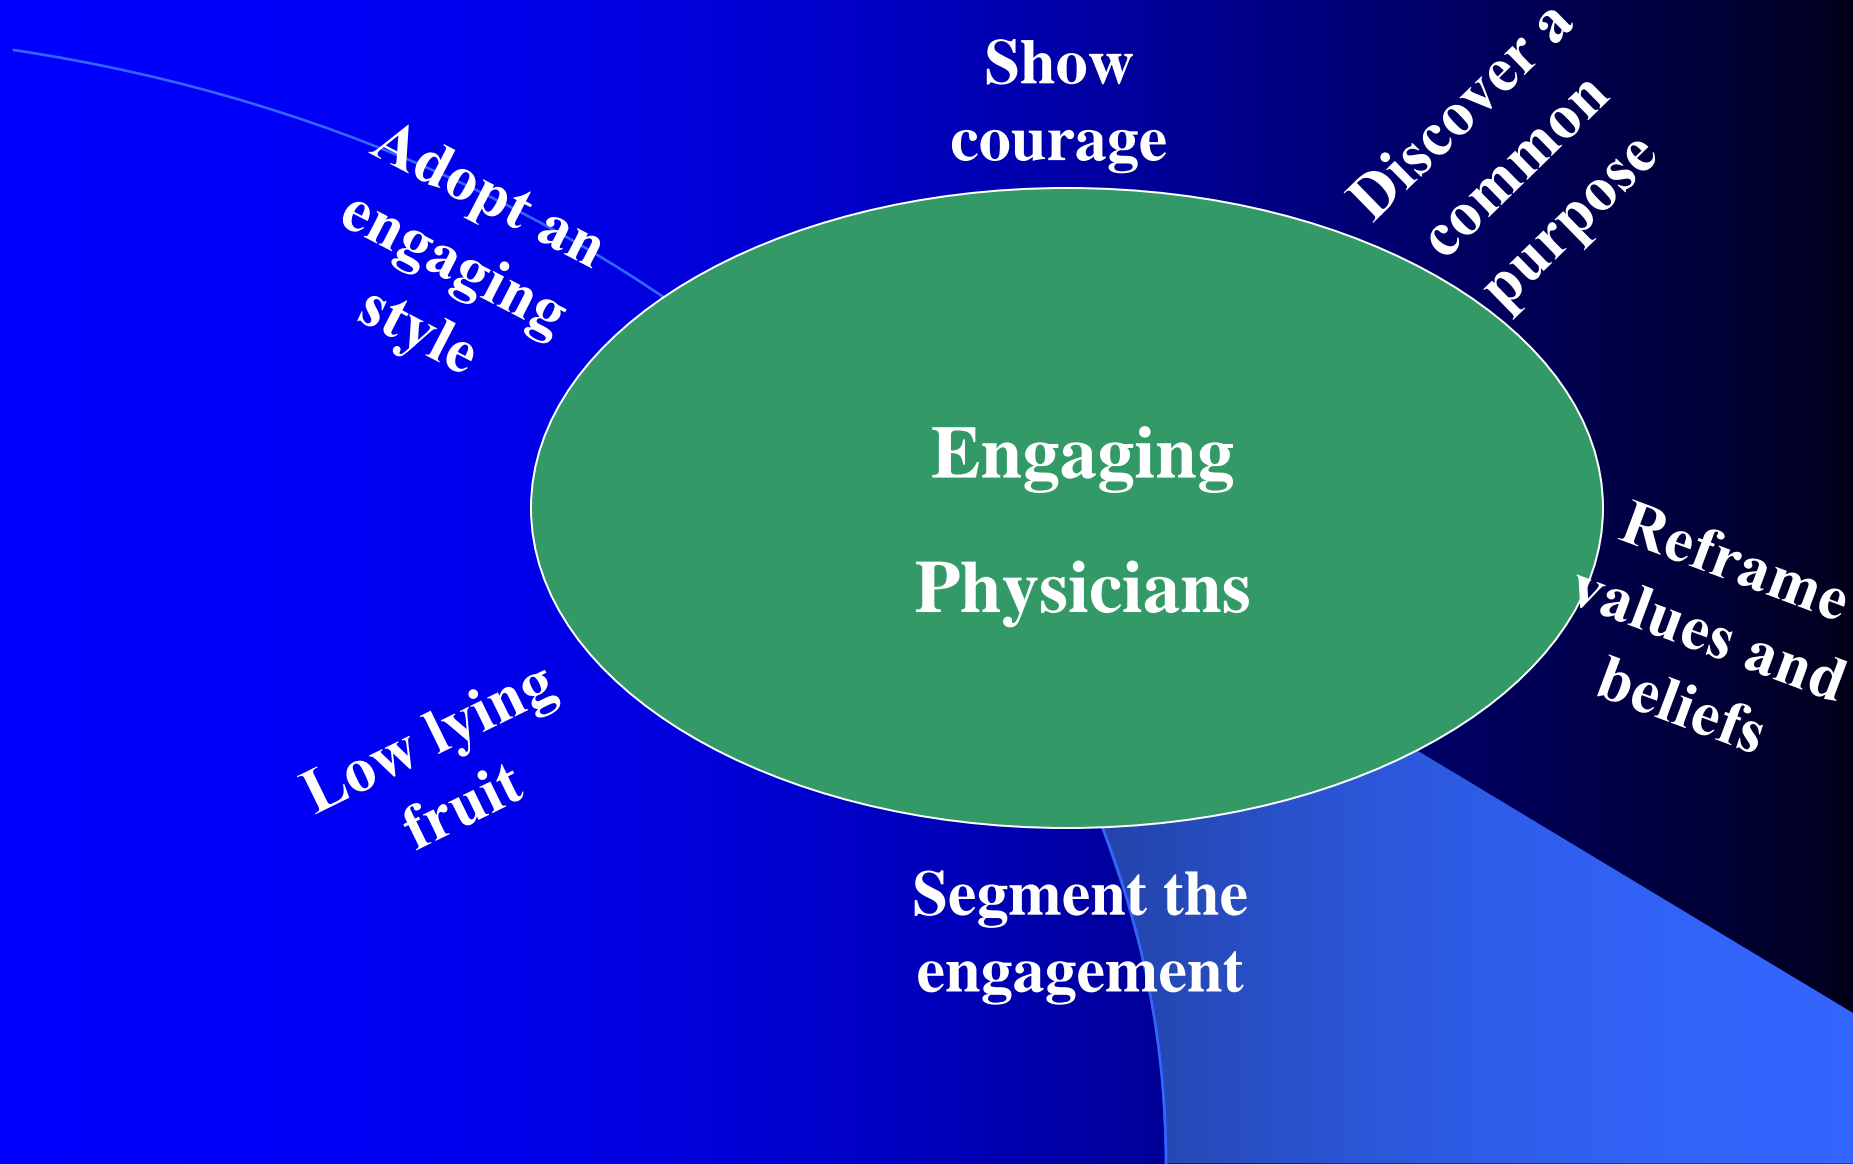 Show
courage
Discover a
common
purpose
Adopt an
engaging
style
Engaging
Physicians
Reframe
values and
beliefs
Low lying
fruit
Segment the
engagement